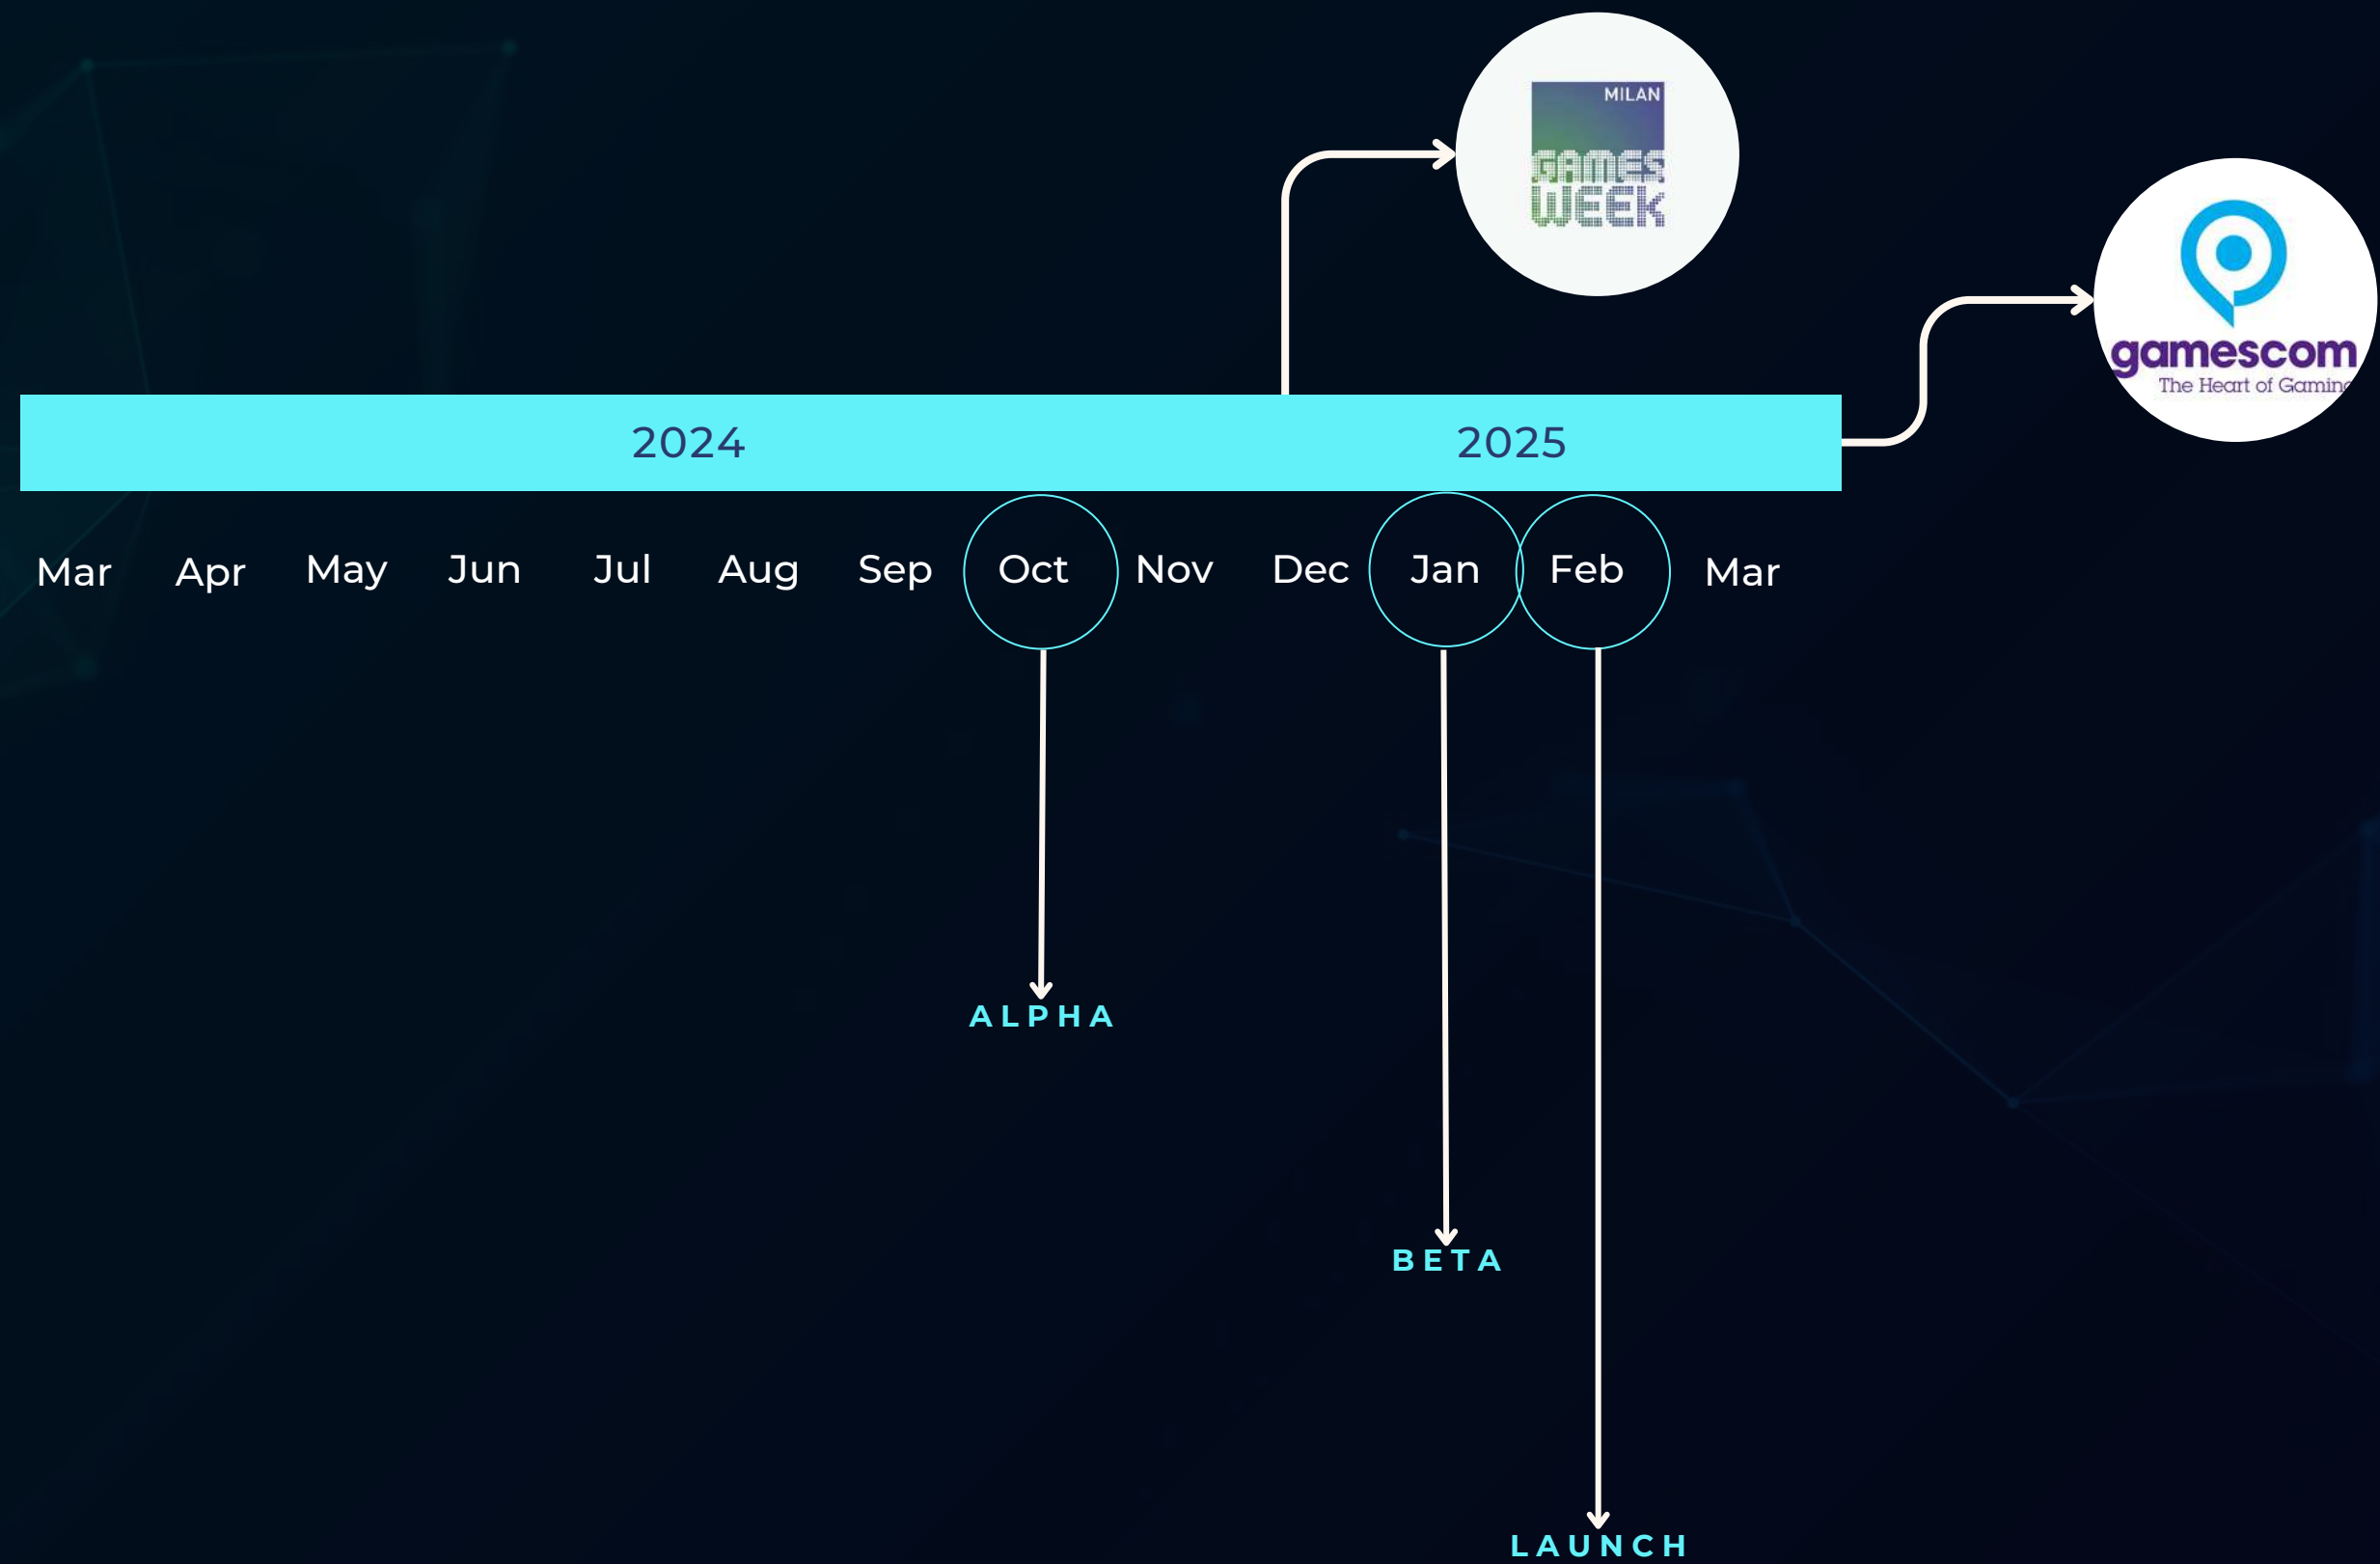 MILAN
GAMES
WEEK
gamescom
The Heart of Gaming
2024 2025
Mar Apr May Jun Jul Aug Sep Oct Nov Dec Jan Feb Mar
ALPHA
BETA
LAUNCH